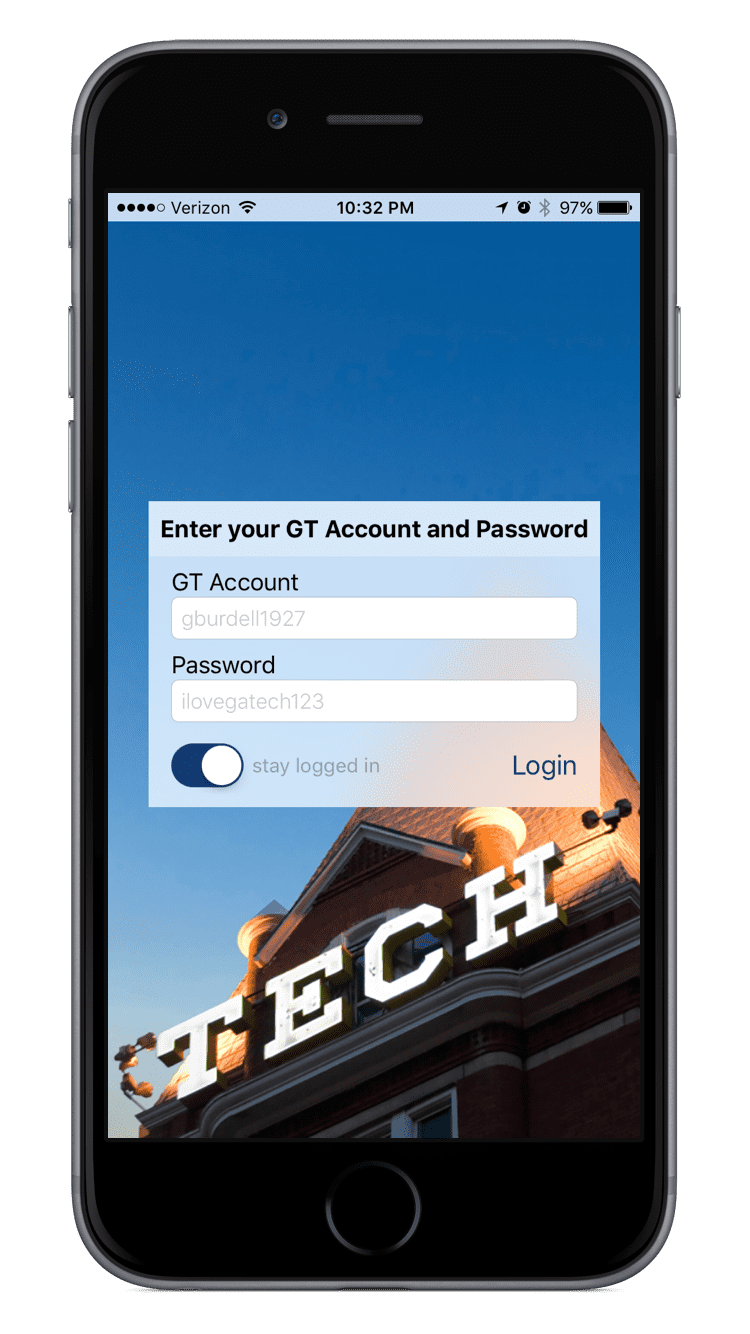 Verizon 10:32 PM 97%
Enter your GT Account and Password
GT Account
gburdell1927
Password
ilovegatech123
stay logged in Login
TECH